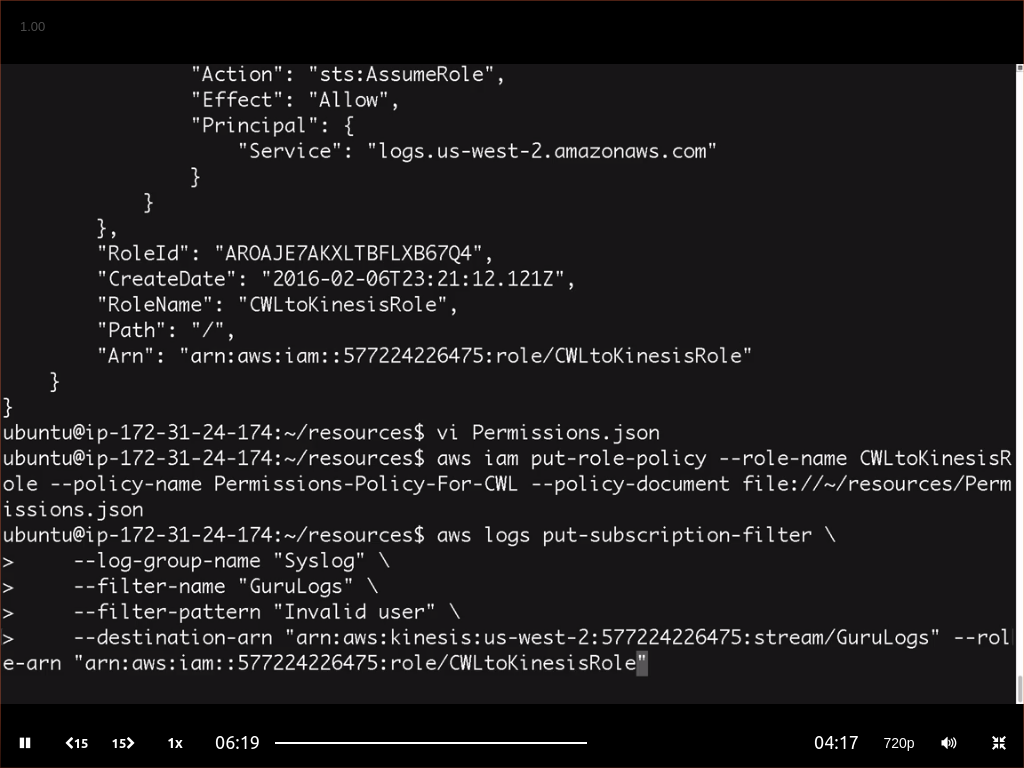 1.00
"Action": "sts:AssumeRole",
"Effect": "Allow",
"Principal": {
"Service": "logs.us-west-2.amazonaws.com"
}
}
},
"RoleId": "AROAJE7AKXLTBFLXB67Q4",
"CreateDate": "2016-02-06T23:21:12.121Z",
"RoleName": "CWLtoKinesisRole",
"Path": "/",
"Arn": "arn:aws:iam::577224226475:role/CWLtoKinesisRole"
}
}
ubuntu@ip-172-31-24-174:~/resources$ vi Permissions.json
ubuntu@ip-172-31-24-174:~/resources$ aws iam put-role-policy --role-name CWLtoKinesisR
ole --policy-name Permissions-Policy-For-CWL --policy-document file://~/resources/Perm
issions.json
ubuntu@ip-172-31-24-174:~/resources$ aws logs put-subscription-filter \
> --log-group-name "Syslog" \
> --filter-name "GuruLogs" \
> --filter-pattern "Invalid user" \
> --destination-arn "arn:aws:kinesis:us-west-2:577224226475:stream/GuruLogs" --rol
e-arn "arn:aws:iam::577224226475:role/CWLtoKinesisRole"
15 15 1x 06:19 04:17 720p